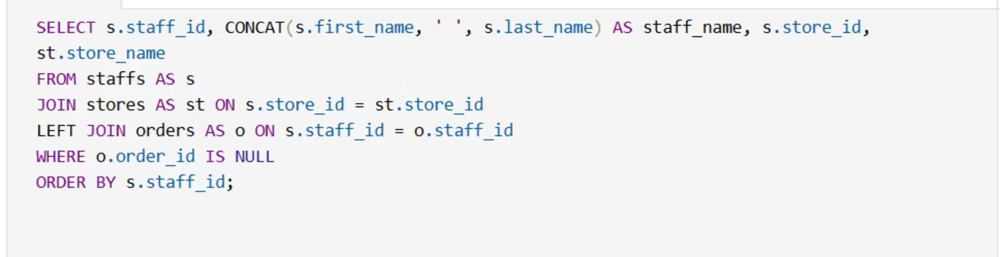 SELECT s.staff_id, CONCAT(s.first_name, ' ', s.last_name) AS staff_name, s.store_id,
st.store_name
FROM staffs AS s
JOIN stores AS st ON s.store_id = st.store_id
LEFT JOIN orders AS o ON s.staff_id = o.staff_id
WHERE o.order_id IS NULL
ORDER BY s.staff_id;